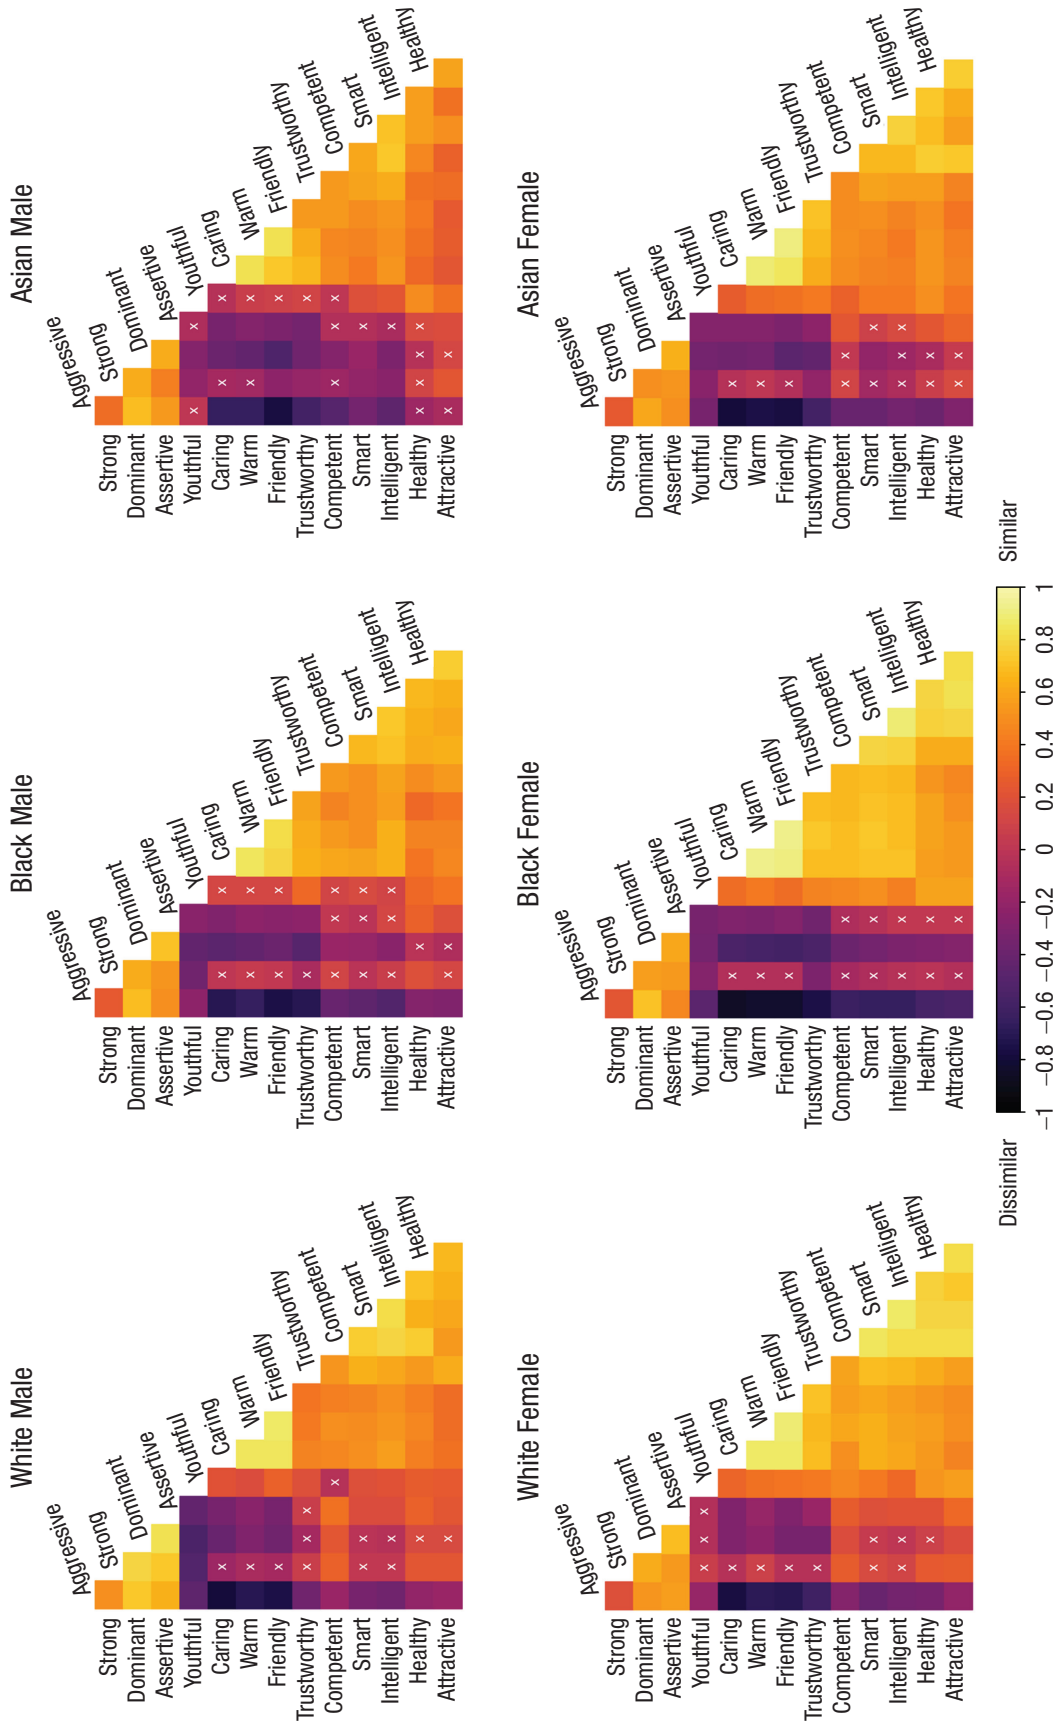 White Male
Aggressive
Strong
Strong
Dominant
Dominant
Assertive
Assertive
Youthful
Youthful
Caring
Caring
Warm
Warm
Friendly
Friendly
Trustworthy
Trustworthy
Competent
Competent
Smart
Smart
Intelligent
Intelligent
Healthy
Healthy
Attractive
Black Male
Aggressive
Strong
Strong
Dominant
Dominant
Assertive
Assertive
Youthful
Youthful
Caring
Caring
Warm
Warm
Friendly
Friendly
Trustworthy
Trustworthy
Competent
Competent
Smart
Smart
Intelligent
Intelligent
Healthy
Healthy
Attractive
Asian Male
Aggressive
Strong
Strong
Dominant
Dominant
Assertive
Assertive
Youthful
Youthful
Caring
Caring
Warm
Warm
Friendly
Friendly
Trustworthy
Trustworthy
Competent
Competent
Smart
Smart
Intelligent
Intelligent
Healthy
Healthy
Attractive
White Female
Aggressive
Strong
Strong
Dominant
Dominant
Assertive
Assertive
Youthful
Youthful
Caring
Caring
Warm
Warm
Friendly
Friendly
Trustworthy
Trustworthy
Competent
Competent
Smart
Smart
Intelligent
Intelligent
Healthy
Healthy
Attractive
Black Female
Aggressive
Strong
Strong
Dominant
Dominant
Assertive
Assertive
Youthful
Youthful
Caring
Caring
Warm
Warm
Friendly
Friendly
Trustworthy
Trustworthy
Competent
Competent
Smart
Smart
Intelligent
Intelligent
Healthy
Healthy
Attractive
Asian Female
Aggressive
Strong
Strong
Dominant
Dominant
Assertive
Assertive
Youthful
Youthful
Caring
Caring
Warm
Warm
Friendly
Friendly
Trustworthy
Trustworthy
Competent
Competent
Smart
Smart
Intelligent
Intelligent
Healthy
Healthy
Attractive
Dissimilar Similar
−1 −0.8 −0.6 −0.4 −0.2 0 0.2 0.4 0.6 0.8 1